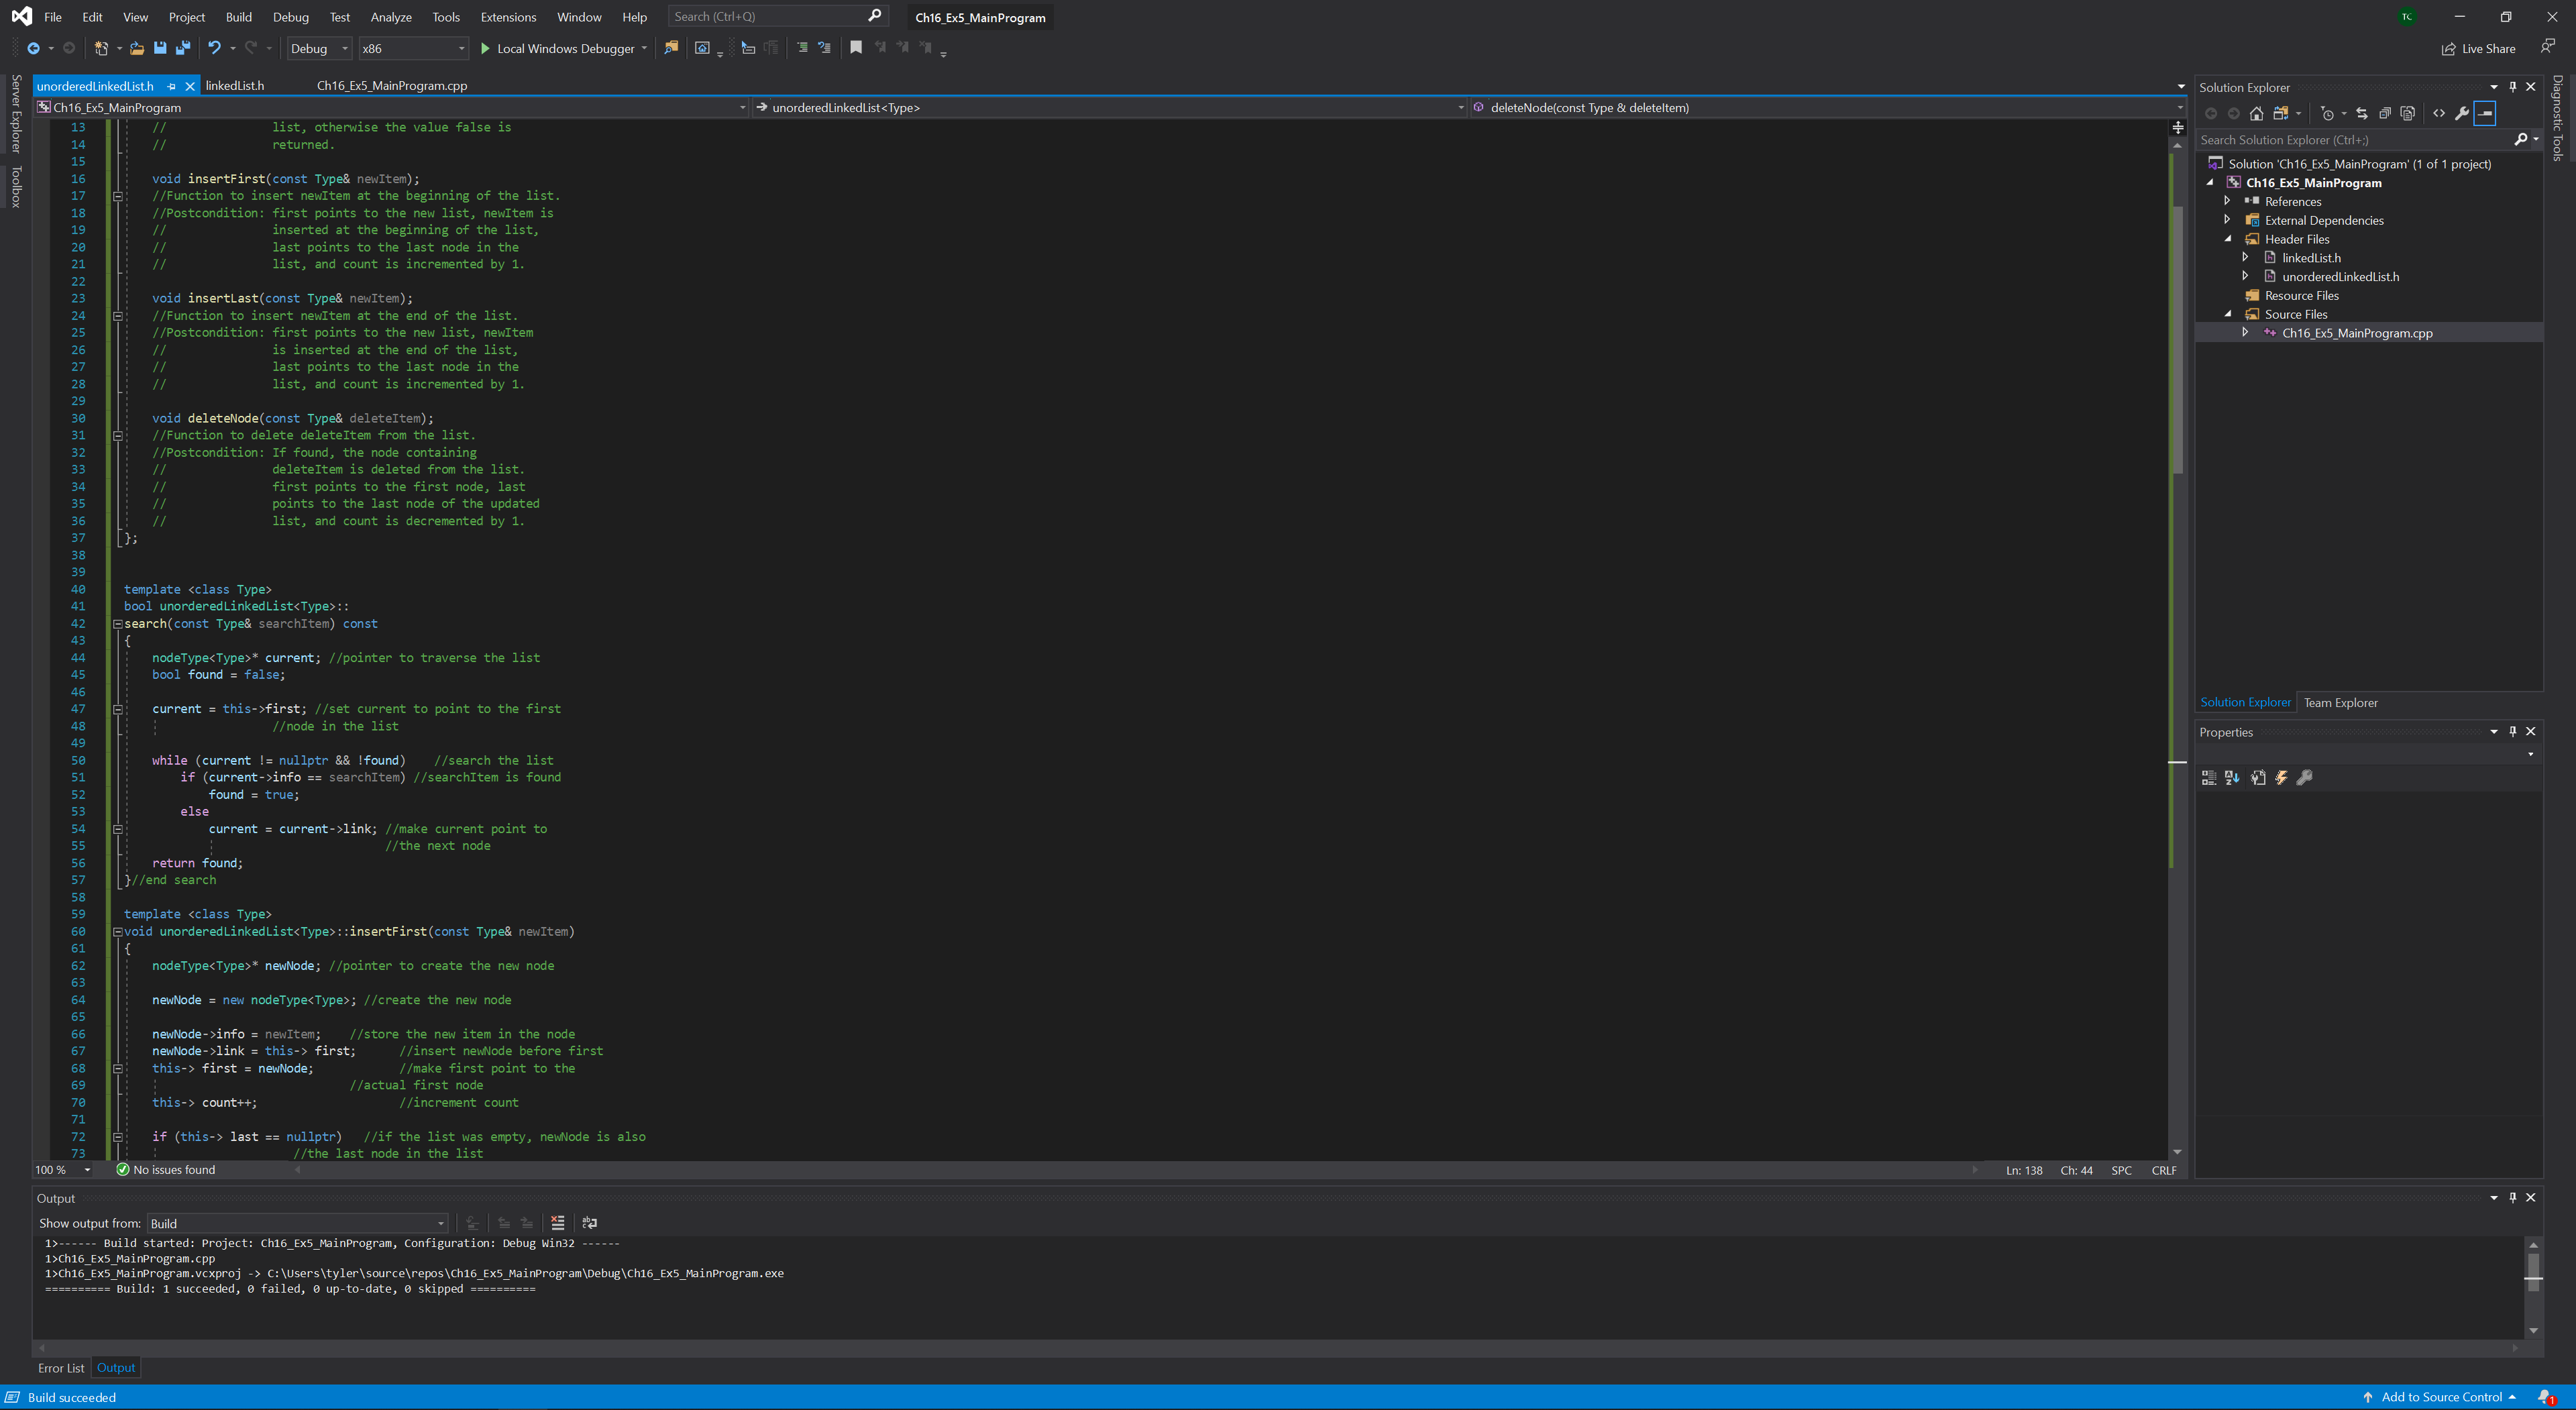 File Edit View Project Build Debug Test Analyze Tools Extensions Window Help Search (Ctrl+Q) Ch16_Ex5_MainProgram TC
Debug x86 Local Windows Debugger Live Share
Server Explorer
Toolbox
unorderedLinkedList.h linkedList.h Ch16_Ex5_MainProgram.cpp
Ch16_Ex5_MainProgram unorderedLinkedList<Type> deleteNode(const Type & deleteItem)
13 // list, otherwise the value false is
14 // returned.
15
16 void insertFirst(const Type& newItem);
17 //Function to insert newItem at the beginning of the list.
18 //Postcondition: first points to the new list, newItem is
19 // inserted at the beginning of the list,
20 // last points to the last node in the
21 // list, and count is incremented by 1.
22
23 void insertLast(const Type& newItem);
24 //Function to insert newItem at the end of the list.
25 //Postcondition: first points to the new list, newItem
26 // is inserted at the end of the list,
27 // last points to the last node in the
28 // list, and count is incremented by 1.
29
30 void deleteNode(const Type& deleteItem);
31 //Function to delete deleteItem from the list.
32 //Postcondition: If found, the node containing
33 // deleteItem is deleted from the list.
34 // first points to the first node, last
35 // points to the last node of the updated
36 // list, and count is decremented by 1.
37 };
38
39
40 template <class Type>
41 bool unorderedLinkedList<Type>::
42 search(const Type& searchItem) const
43 {
44 nodeType<Type>* current; //pointer to traverse the list
45 bool found = false;
46
47 current = this->first; //set current to point to the first
48 //node in the list
49
50 while (current != nullptr && !found) //search the list
51 if (current->info == searchItem) //searchItem is found
52 found = true;
53 else
54 current = current->link; //make current point to
55 //the next node
56 return found;
57 }//end search
58
59 template <class Type>
60 void unorderedLinkedList<Type>::insertFirst(const Type& newItem)
61 {
62 nodeType<Type>* newNode; //pointer to create the new node
63
64 newNode = new nodeType<Type>; //create the new node
65
66 newNode->info = newItem; //store the new item in the node
67 newNode->link = this-> first; //insert newNode before first
68 this-> first = newNode; //make first point to the
69 //actual first node
70 this-> count++; //increment count
71
72 if (this-> last == nullptr) //if the list was empty, newNode is also
73 //the last node in the list
100 % No issues found Ln: 138 Ch: 44 SPC CRLF
Output
Show output from: Build
1>------ Build started: Project: Ch16_Ex5_MainProgram, Configuration: Debug Win32 ------
1>Ch16_Ex5_MainProgram.cpp
1>Ch16_Ex5_MainProgram.vcxproj -> C:\Users\tyler\source\repos\Ch16_Ex5_MainProgram\Debug\Ch16_Ex5_MainProgram.exe
========== Build: 1 succeeded, 0 failed, 0 up-to-date, 0 skipped ==========
Error List Output
Solution Explorer
Search Solution Explorer (Ctrl+;)
Solution 'Ch16_Ex5_MainProgram' (1 of 1 project)
Ch16_Ex5_MainProgram
References
External Dependencies
Header Files
linkedList.h
unorderedLinkedList.h
Resource Files
Source Files
Ch16_Ex5_MainProgram.cpp
Solution Explorer Team Explorer
Properties
Diagnostic Tools
Build succeeded Add to Source Control 1